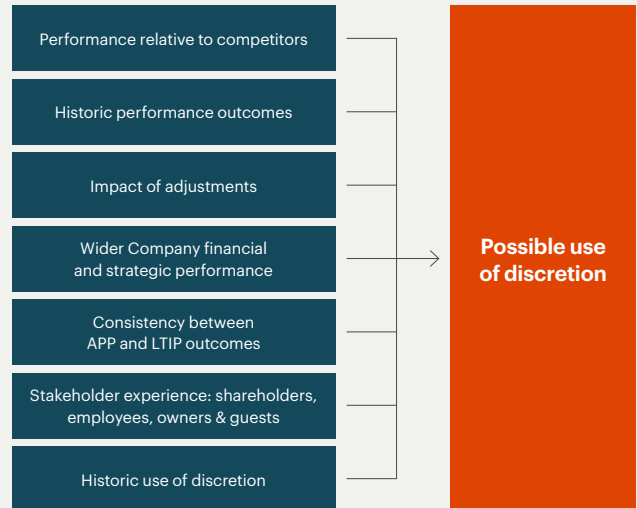 Performance relative to competitors
Historic performance outcomes
Impact of adjustments
Wider Company financial
and strategic performance
Consistency between
APP and LTIP outcomes
Stakeholder experience: shareholders,
employees, owners & guests
Historic use of discretion
Possible use
of discretion